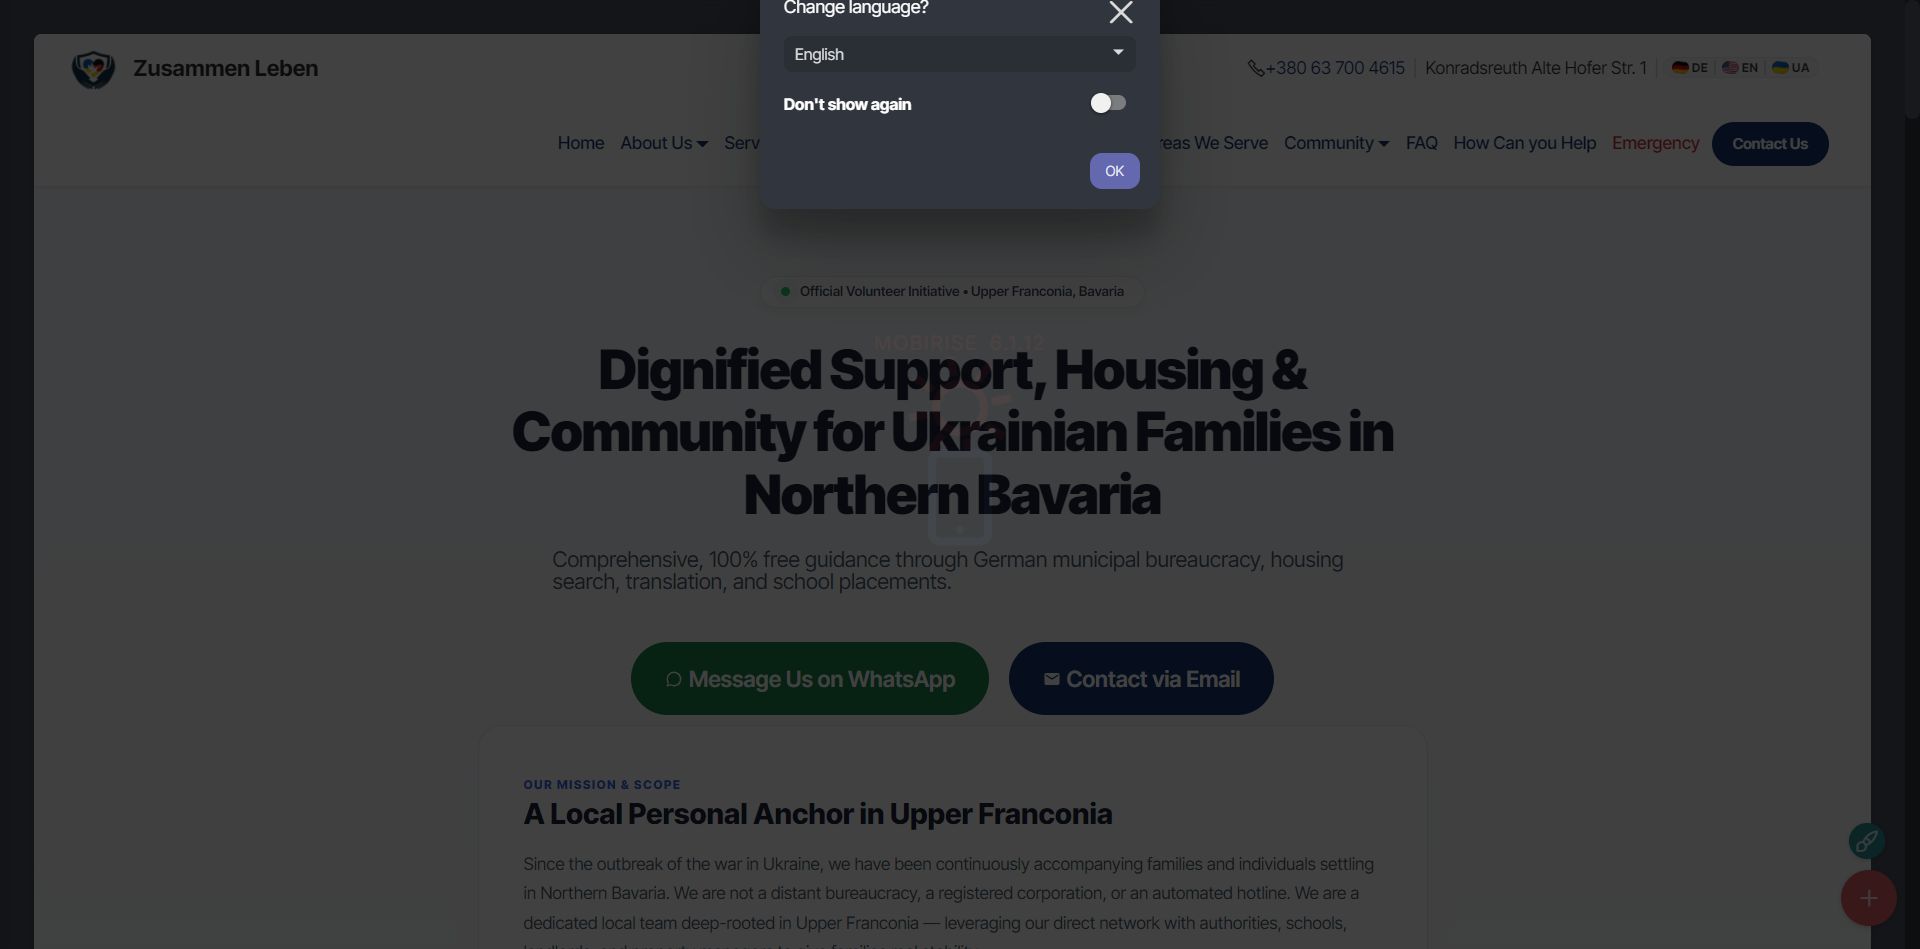 Change language?
English
Don't show again
OK
Zusammen Leben
+380 63 700 4615
Konradsreuth Alte Hofer Str. 1
DE
EN
UA
Home
About Us
Community
FAQ
How Can you Help
Emergency
Contact Us
We Serve
Official Volunteer Initiative • Upper Franconia, Bavaria
MOBIRISE 6.1.12
Dignified Support, Housing &
Community for Ukrainian Families in
Northern Bavaria
Comprehensive, 100% free guidance through German municipal bureaucracy, housing
search, translation, and school placements.
Message Us on WhatsApp
Contact via Email
OUR MISSION & SCOPE
A Local Personal Anchor in Upper Franconia
Since the outbreak of the war in Ukraine, we have been continuously accompanying families and individuals settling
in Northern Bavaria. We are not a distant bureaucracy, a registered corporation, or an automated hotline. We are a
dedicated local team deep-rooted in Upper Franconia — leveraging our direct network with authorities, schools,